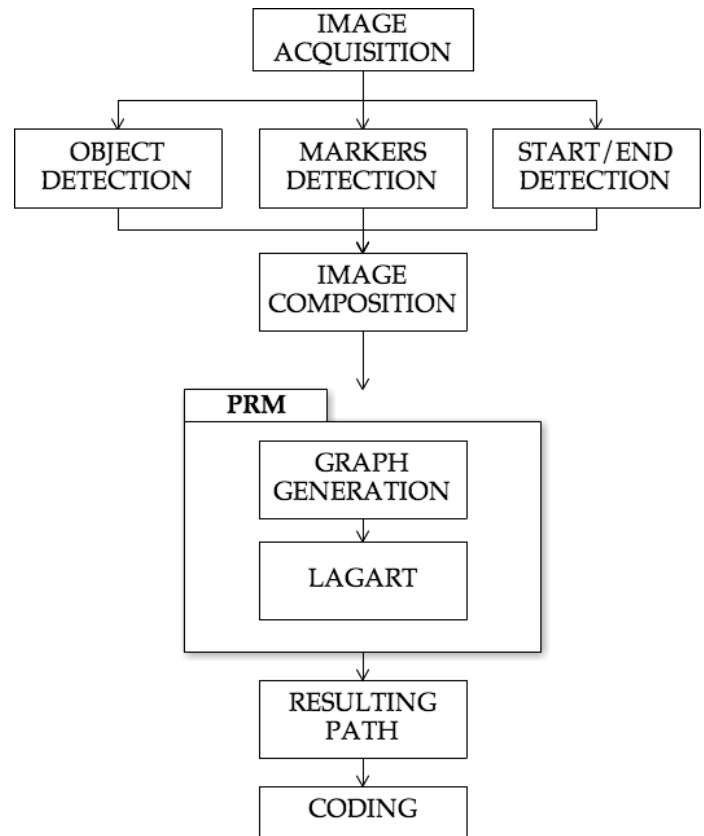 IMAGE
ACQUISITION
OBJECT
DETECTION
MARKERS
DETECTION
START/END
DETECTION
IMAGE
COMPOSITION
PRM
GRAPH
GENERATION
LAGART
RESULTING
PATH
CODING